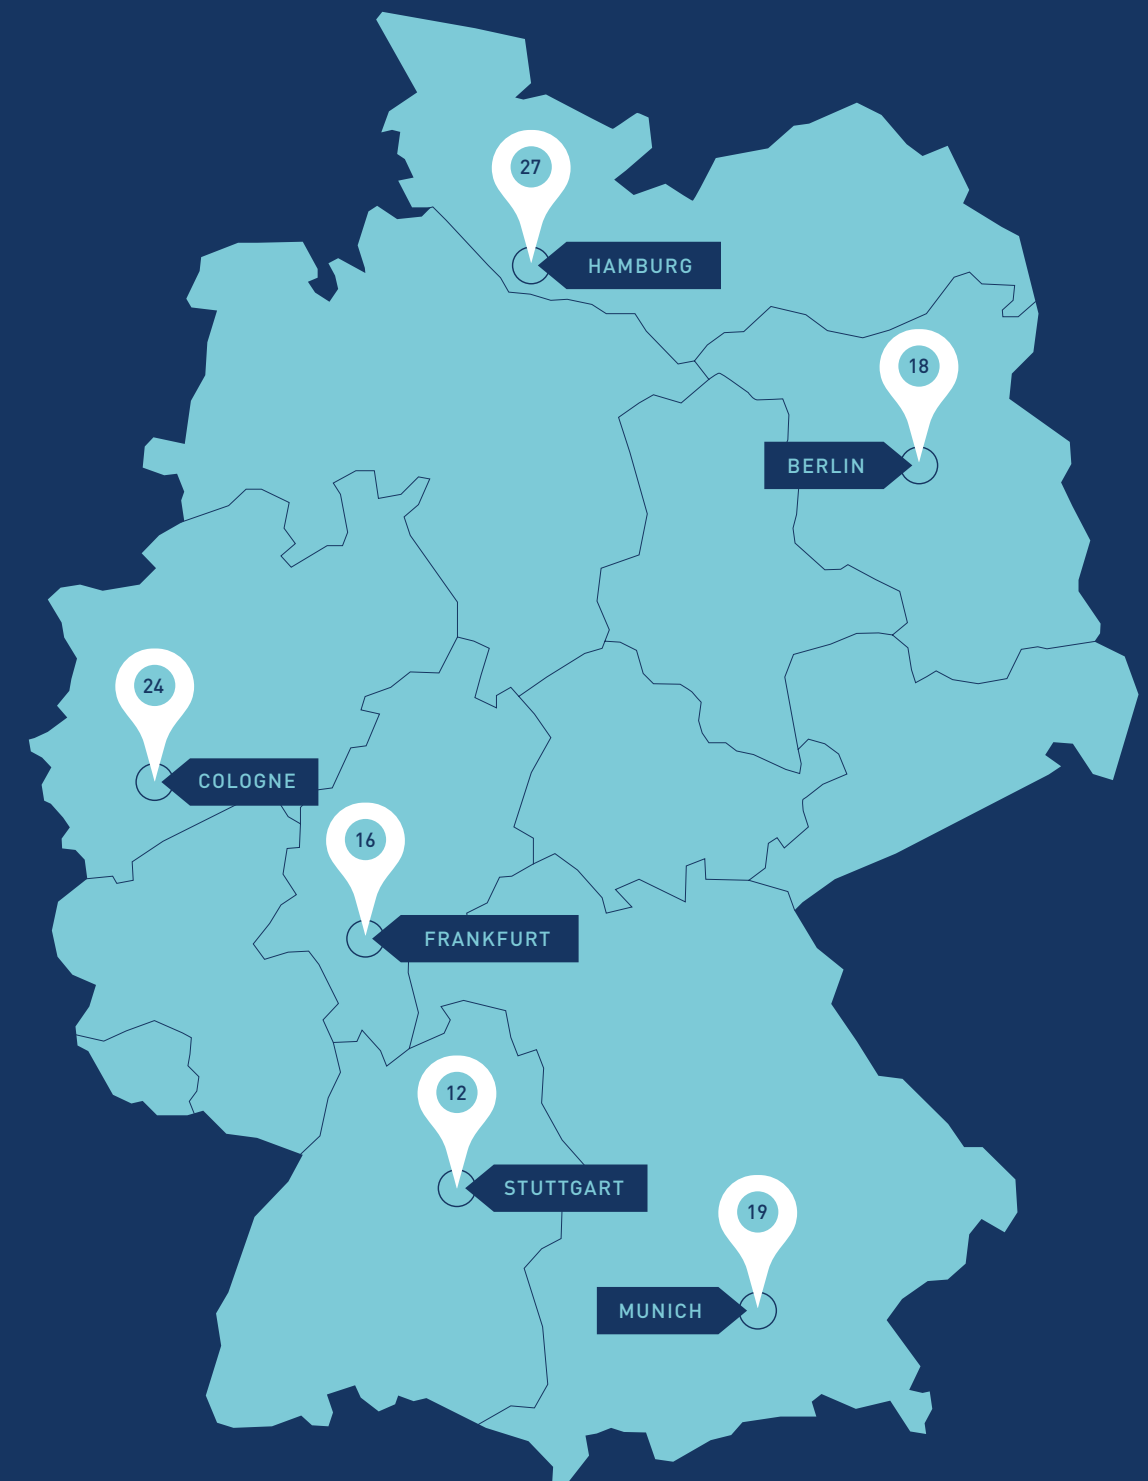 27
HAMBURG
18
BERLIN
24
COLOGNE
16
FRANKFURT
12
STUTTGART
19
MUNICH